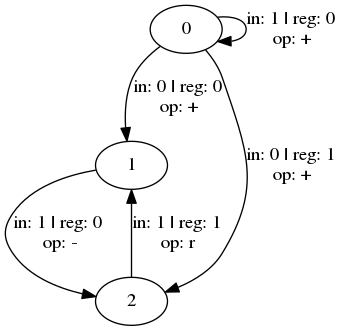 0
in: 1 | reg: 0
op: +
in: 0 | reg: 0
op: +
in: 0 | reg: 1
op: +
1
in: 1 | reg: 0
op: -
in: 1 | reg: 1
op: r
2